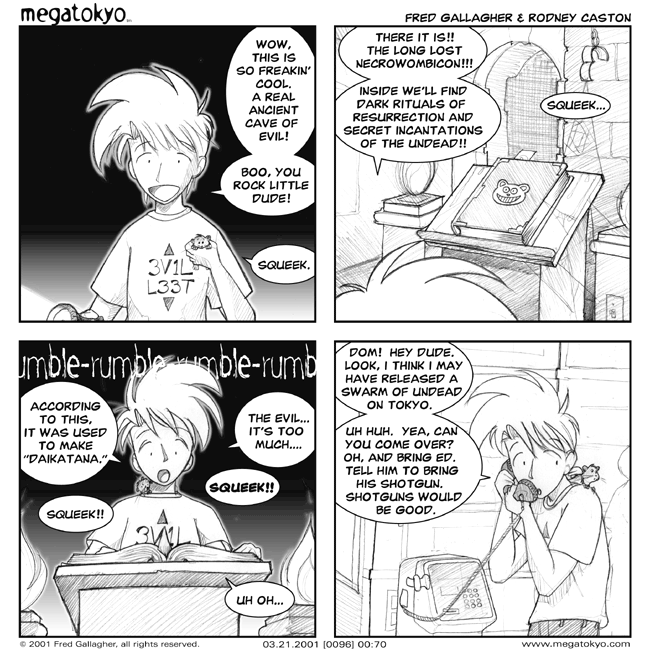 megatokyo
FRED GALLAGHER & RODNEY CASTON
WOW,
THIS IS
SO FREAKIN'
COOL.
A REAL
ANCIENT
CAVE OF
EVIL!
BOO, YOU
ROCK LITTLE
DUDE!
SQUEEK.
3V1L
L33T
THERE IT IS!!
THE LONG LOST
NECROWOMBICON!!!
INSIDE WE'LL FIND
DARK RITUALS OF
RESURRECTION AND
SECRET INCANTATIONS
OF THE UNDEAD!!
SQUEEK...
umble-rumble-rumble-rumb
ACCORDING
TO THIS,
IT WAS USED
TO MAKE
"DAIKATANA."
THE EVIL...
IT'S TOO
MUCH....
SQUEEK!!
SQUEEK!!
3V1L
UH OH...
DOM! HEY DUDE.
LOOK, I THINK I MAY
HAVE RELEASED A
SWARM OF UNDEAD
ON TOKYO.
UH HUH. YEA, CAN
YOU COME OVER?
OH, AND BRING ED.
TELL HIM TO BRING
HIS SHOTGUN.
SHOTGUNS WOULD
BE GOOD.
© 2001 Fred Gallagher, all rights reserved.
03.21.2001 [0096] 00:70
www.megatokyo.com